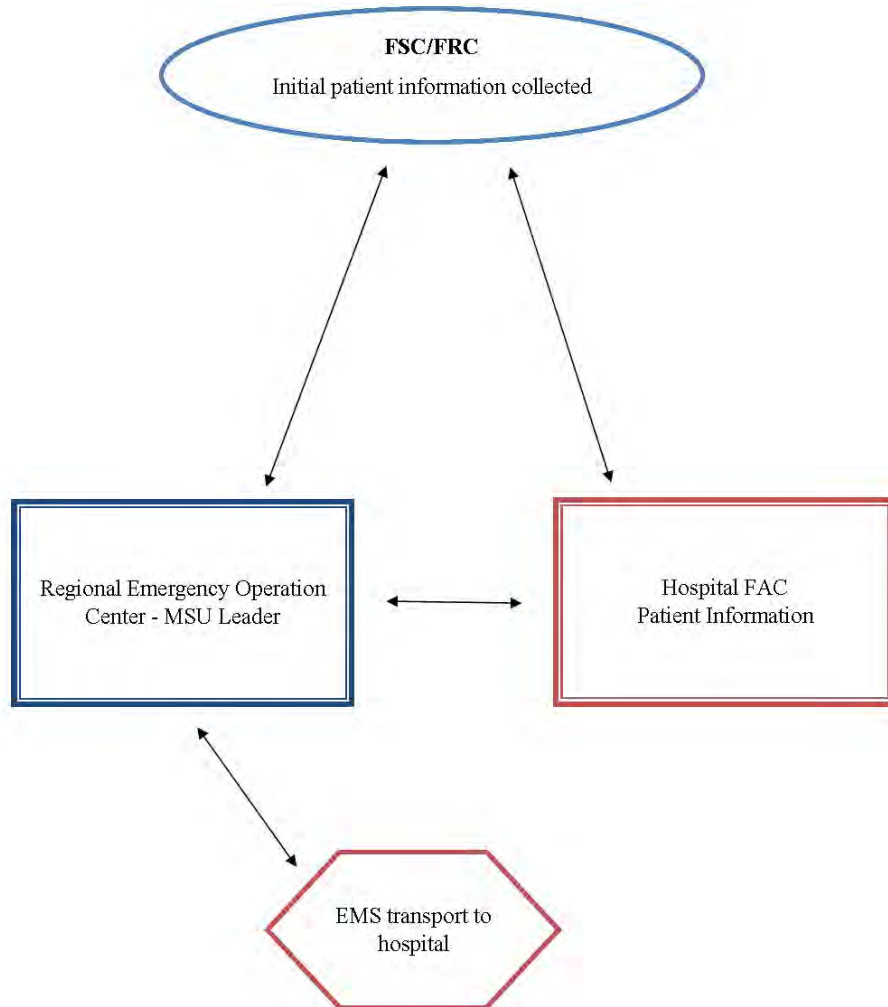 FSC/FRC
Initial patient information collected
Regional Emergency Operation
Center - MSU Leader
Hospital FAC
Patient Information
EMS transport to
hospital